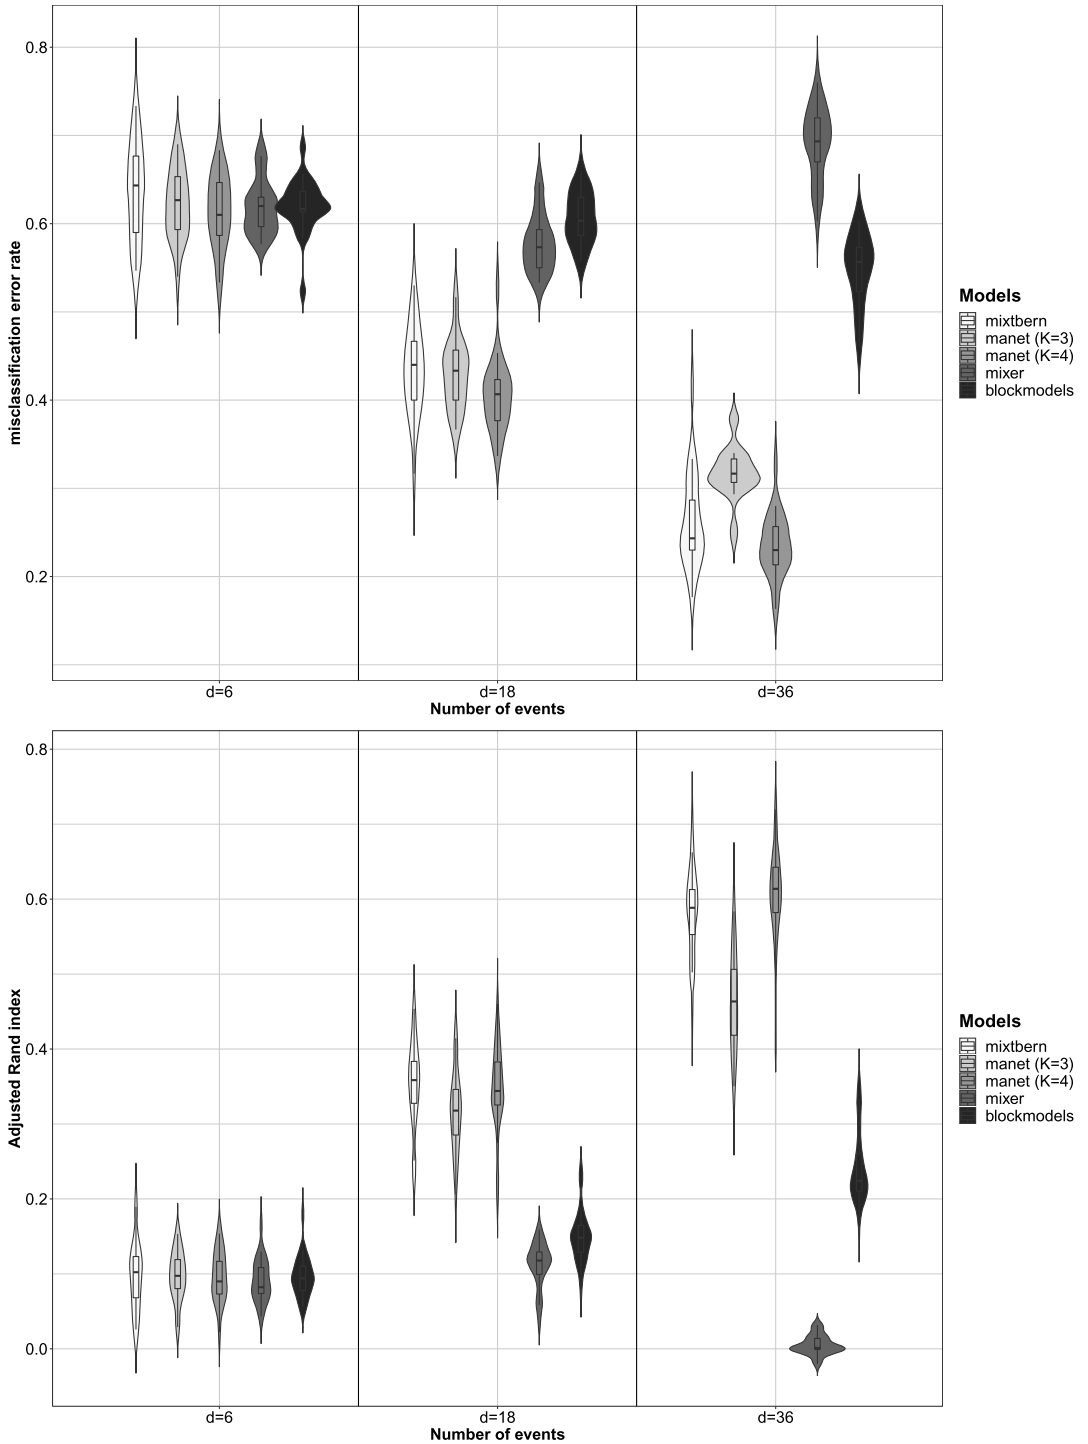 misclassification error rate
0.8
0.6
0.4
0.2
d=6
d=18
d=36
Number of events
Models
mixtbern
manet (K=3)
manet (K=4)
mixer
blockmodels
Adjusted Rand index
0.8
0.6
0.4
0.2
0.0
d=6
d=18
d=36
Number of events
Models
mixtbern
manet (K=3)
manet (K=4)
mixer
blockmodels